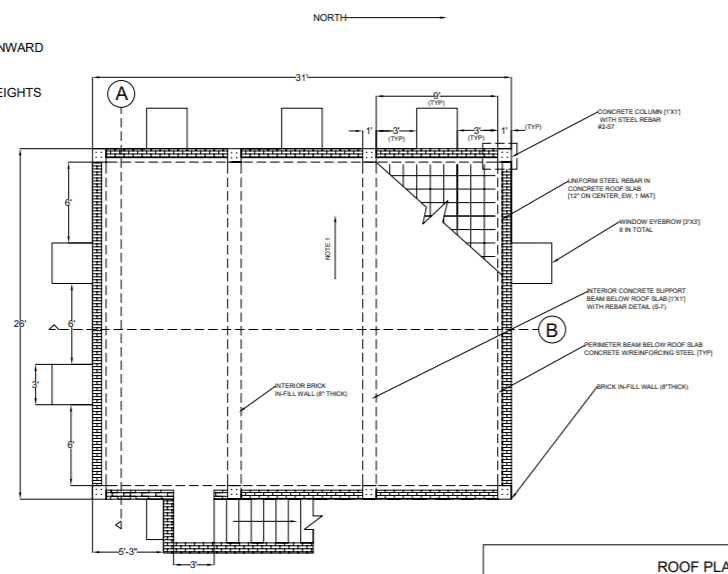 NORTH
NWARD
EIGHTS
31'
A
9'
(TYP)
1'
3'
(TYP)
3'
(TYP)
1'
(TYP)
CONCRETE COLUMN [1'X1']
WITH STEEL REBAR
#2-S7
UNIFORM STEEL REBAR IN
CONCRETE ROOF SLAB
[12" ON CENTER, EW, 1 MAT]
6'
WINDOW EYEBROW [3'X3']
8 IN TOTAL
NOTE 1
26'
6'
INTERIOR CONCRETE SUPPORT
BEAM BELOW ROOF SLAB [1'X1']
WITH REBAR DETAIL (S-7)
B
PERIMETER BEAM BELOW ROOF SLAB
CONCRETE W/REINFORCING STEEL [TYP]
3'
INTERIOR BRICK
IN-FILL WALL (8" THICK)
BRICK IN-FILL WALL (8"THICK)
6'
5'-3"
3'
ROOF PLA